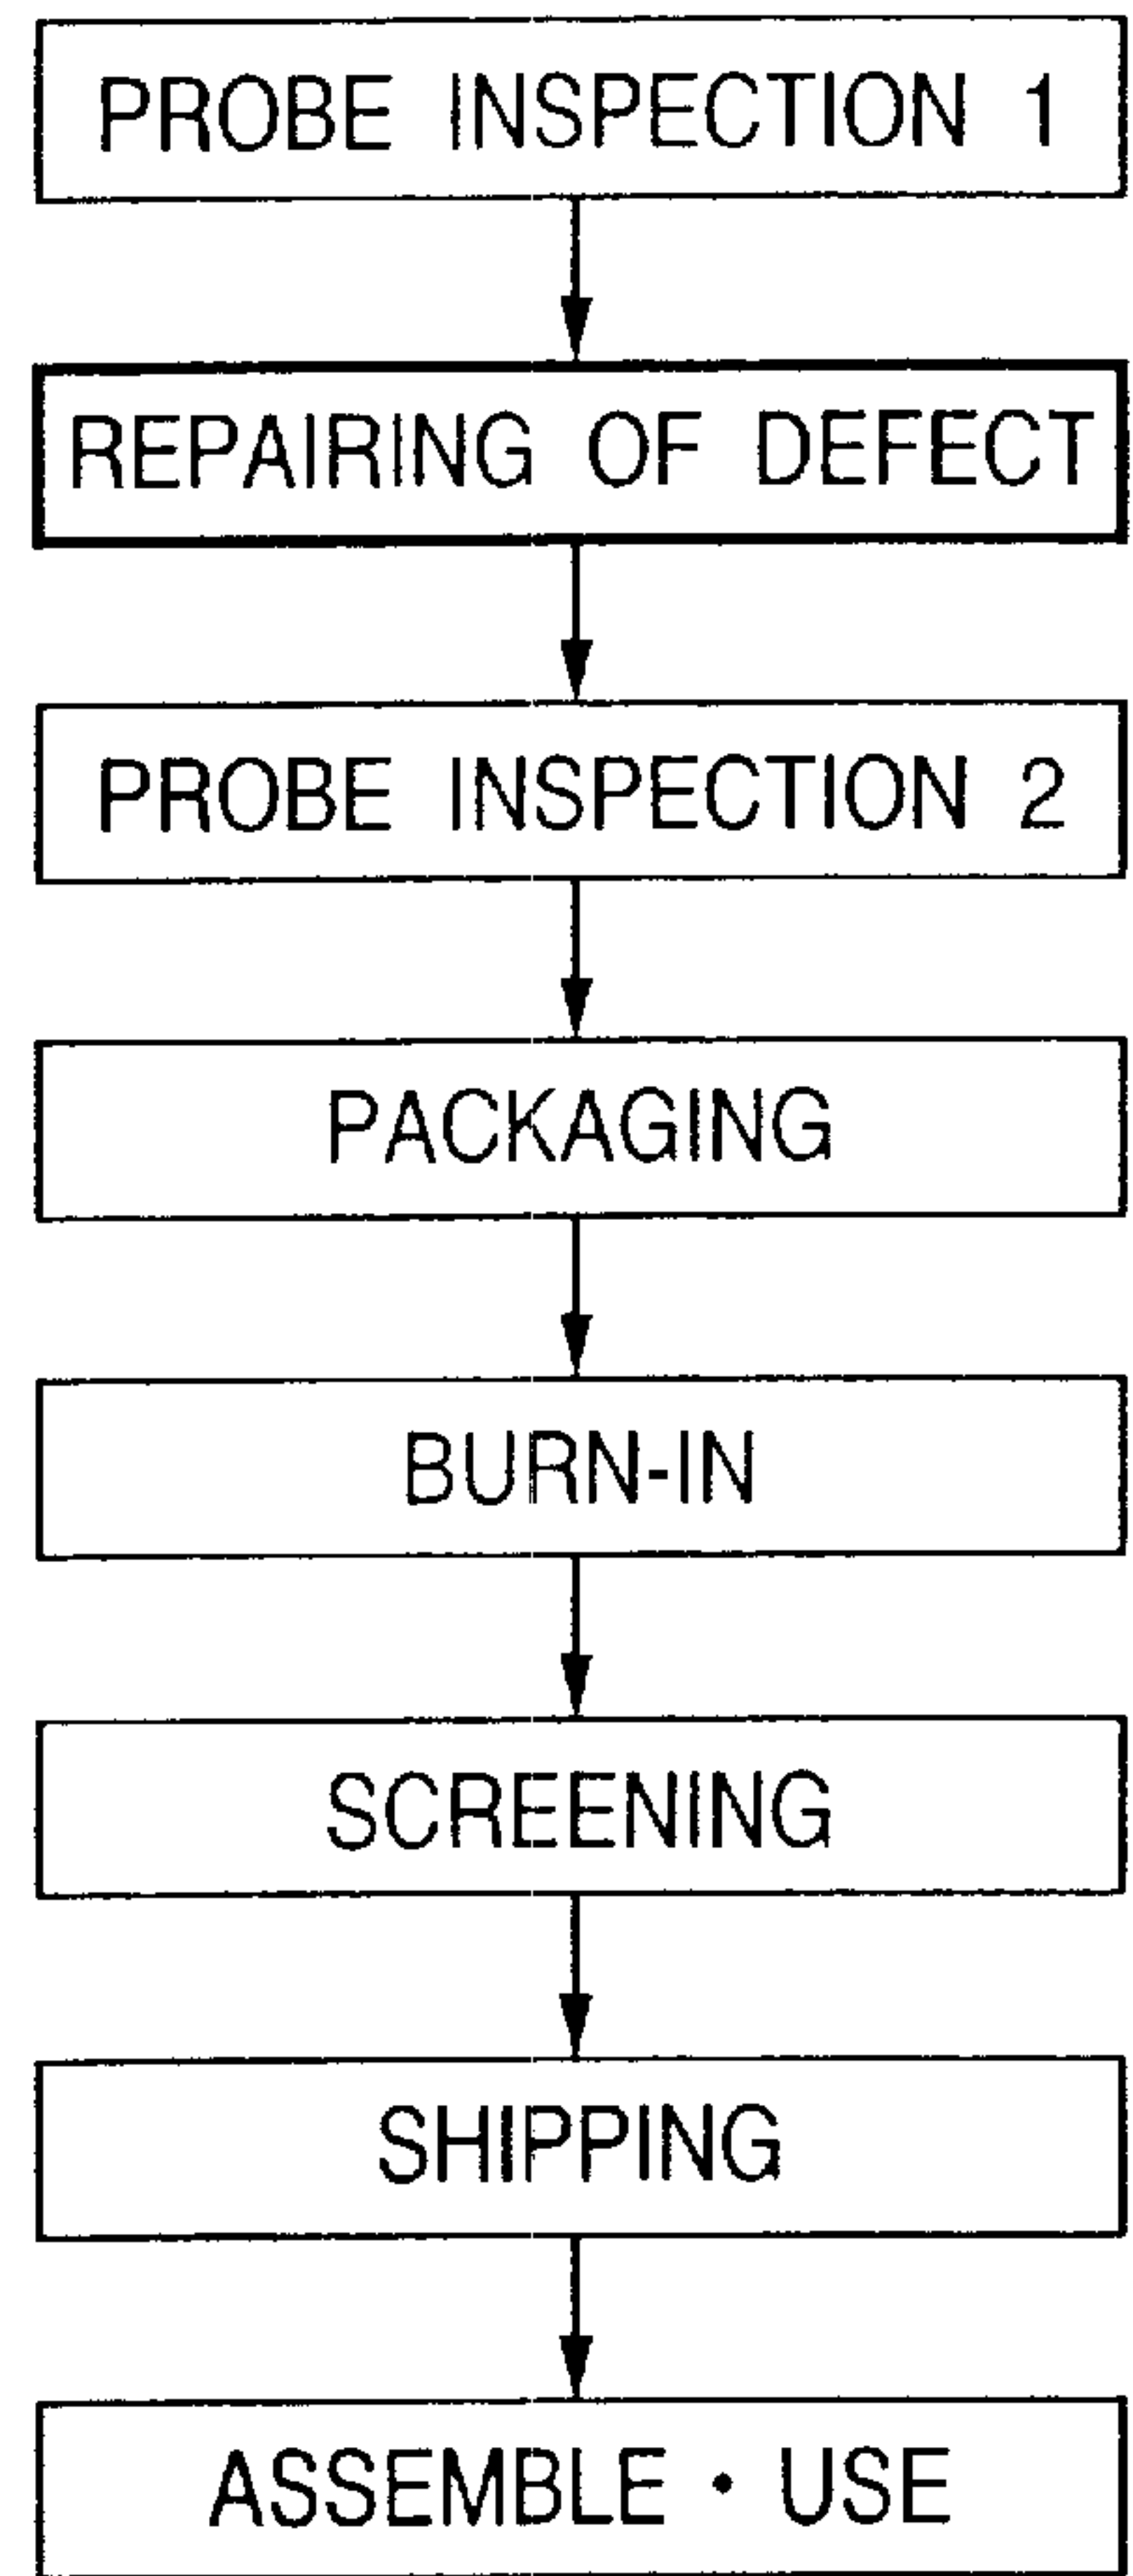 PROBE INSPECTION 1
REPAIRING OF DEFECT
PROBE INSPECTION 2
PACKAGING
BURN-IN
SCREENING
SHIPPING
ASSEMBLE • USE